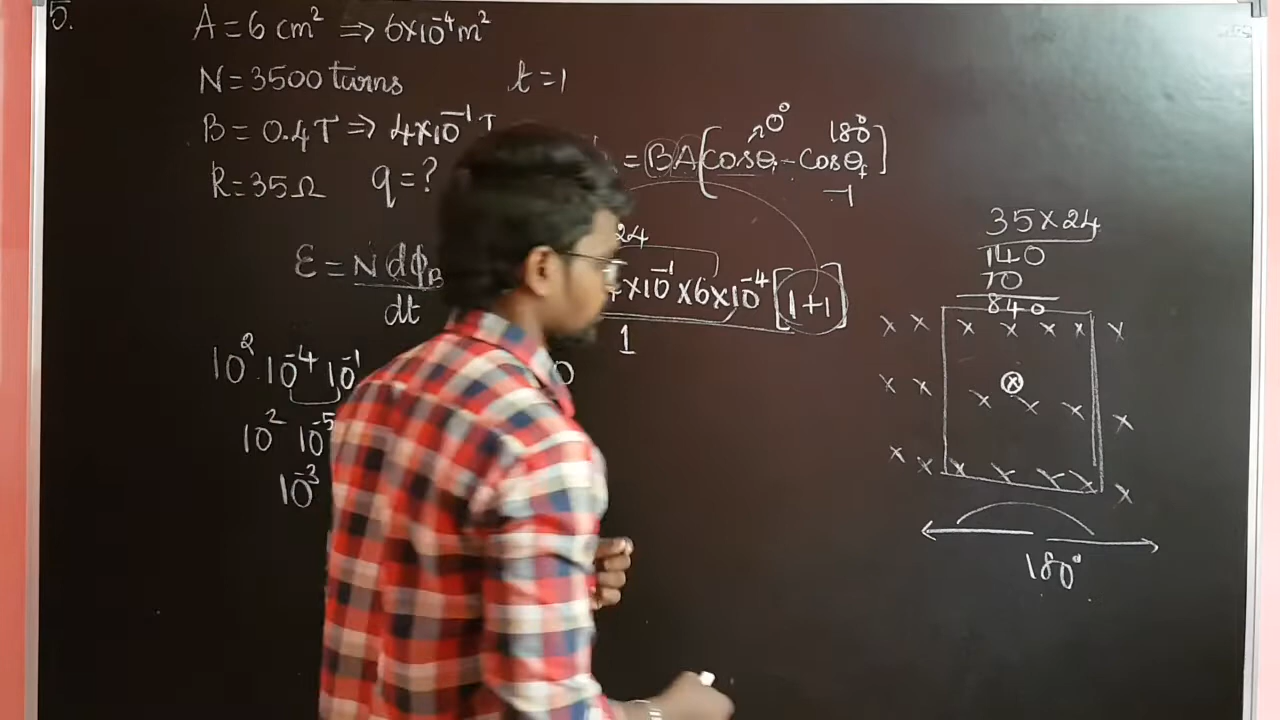 5.
A = 6 cm² ⇒ 6×10⁻⁴ m²
N = 3500 turns t = 1
B = 0.4T ⇒ 4×10⁻¹ T
R = 35 Ω q = ?
= BA[cosθᵢ - Cosθf]
0° 180°
-1
ε = N dϕ_B
dt
24
×10⁻¹ × 6×10⁻⁴ [1+1]
1
10² 10⁻⁴ 10⁻¹
10² 10⁻⁵
10⁻³
35×24
140
70
840
× × × × × × ×
× × ⊗ × × × ×
× × × × × × ×
180°